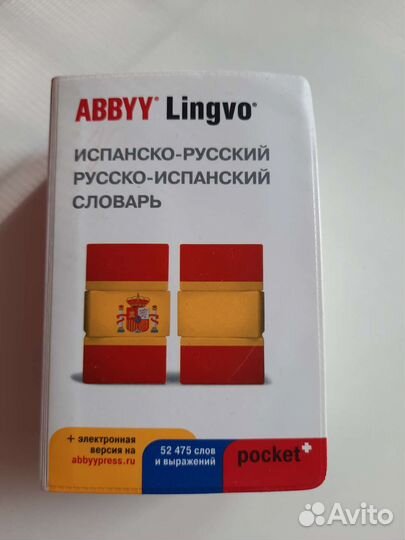 ABBYY® Lingvo®
ИСПАНСКО-РУССКИЙ
РУССКО-ИСПАНСКИЙ
СЛОВАРЬ
+ электронная
версия на
abbyypress.ru
52 475 слов
и выражений
pocket+
Avito